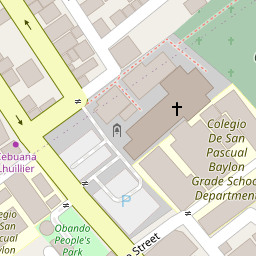 Colegio
De San
Pascual
Baylon
Grade School
Department
Cebuana
Lhuillier
Obando
People's
Park
P
Street